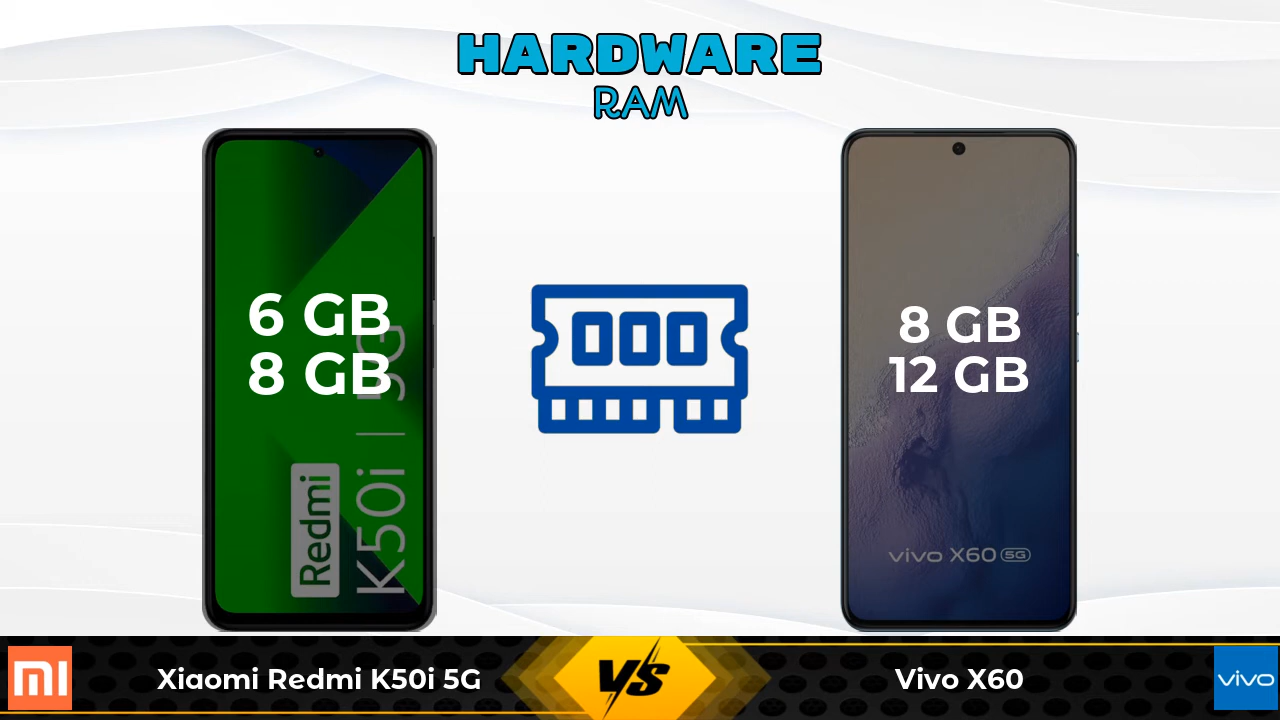 HARDWARE
RAM
6 GB
8 GB
Redmi
K50i | 5G
8 GB
12 GB
vivo X60 5G
mi
Xiaomi Redmi K50i 5G
VS
Vivo X60
vivo